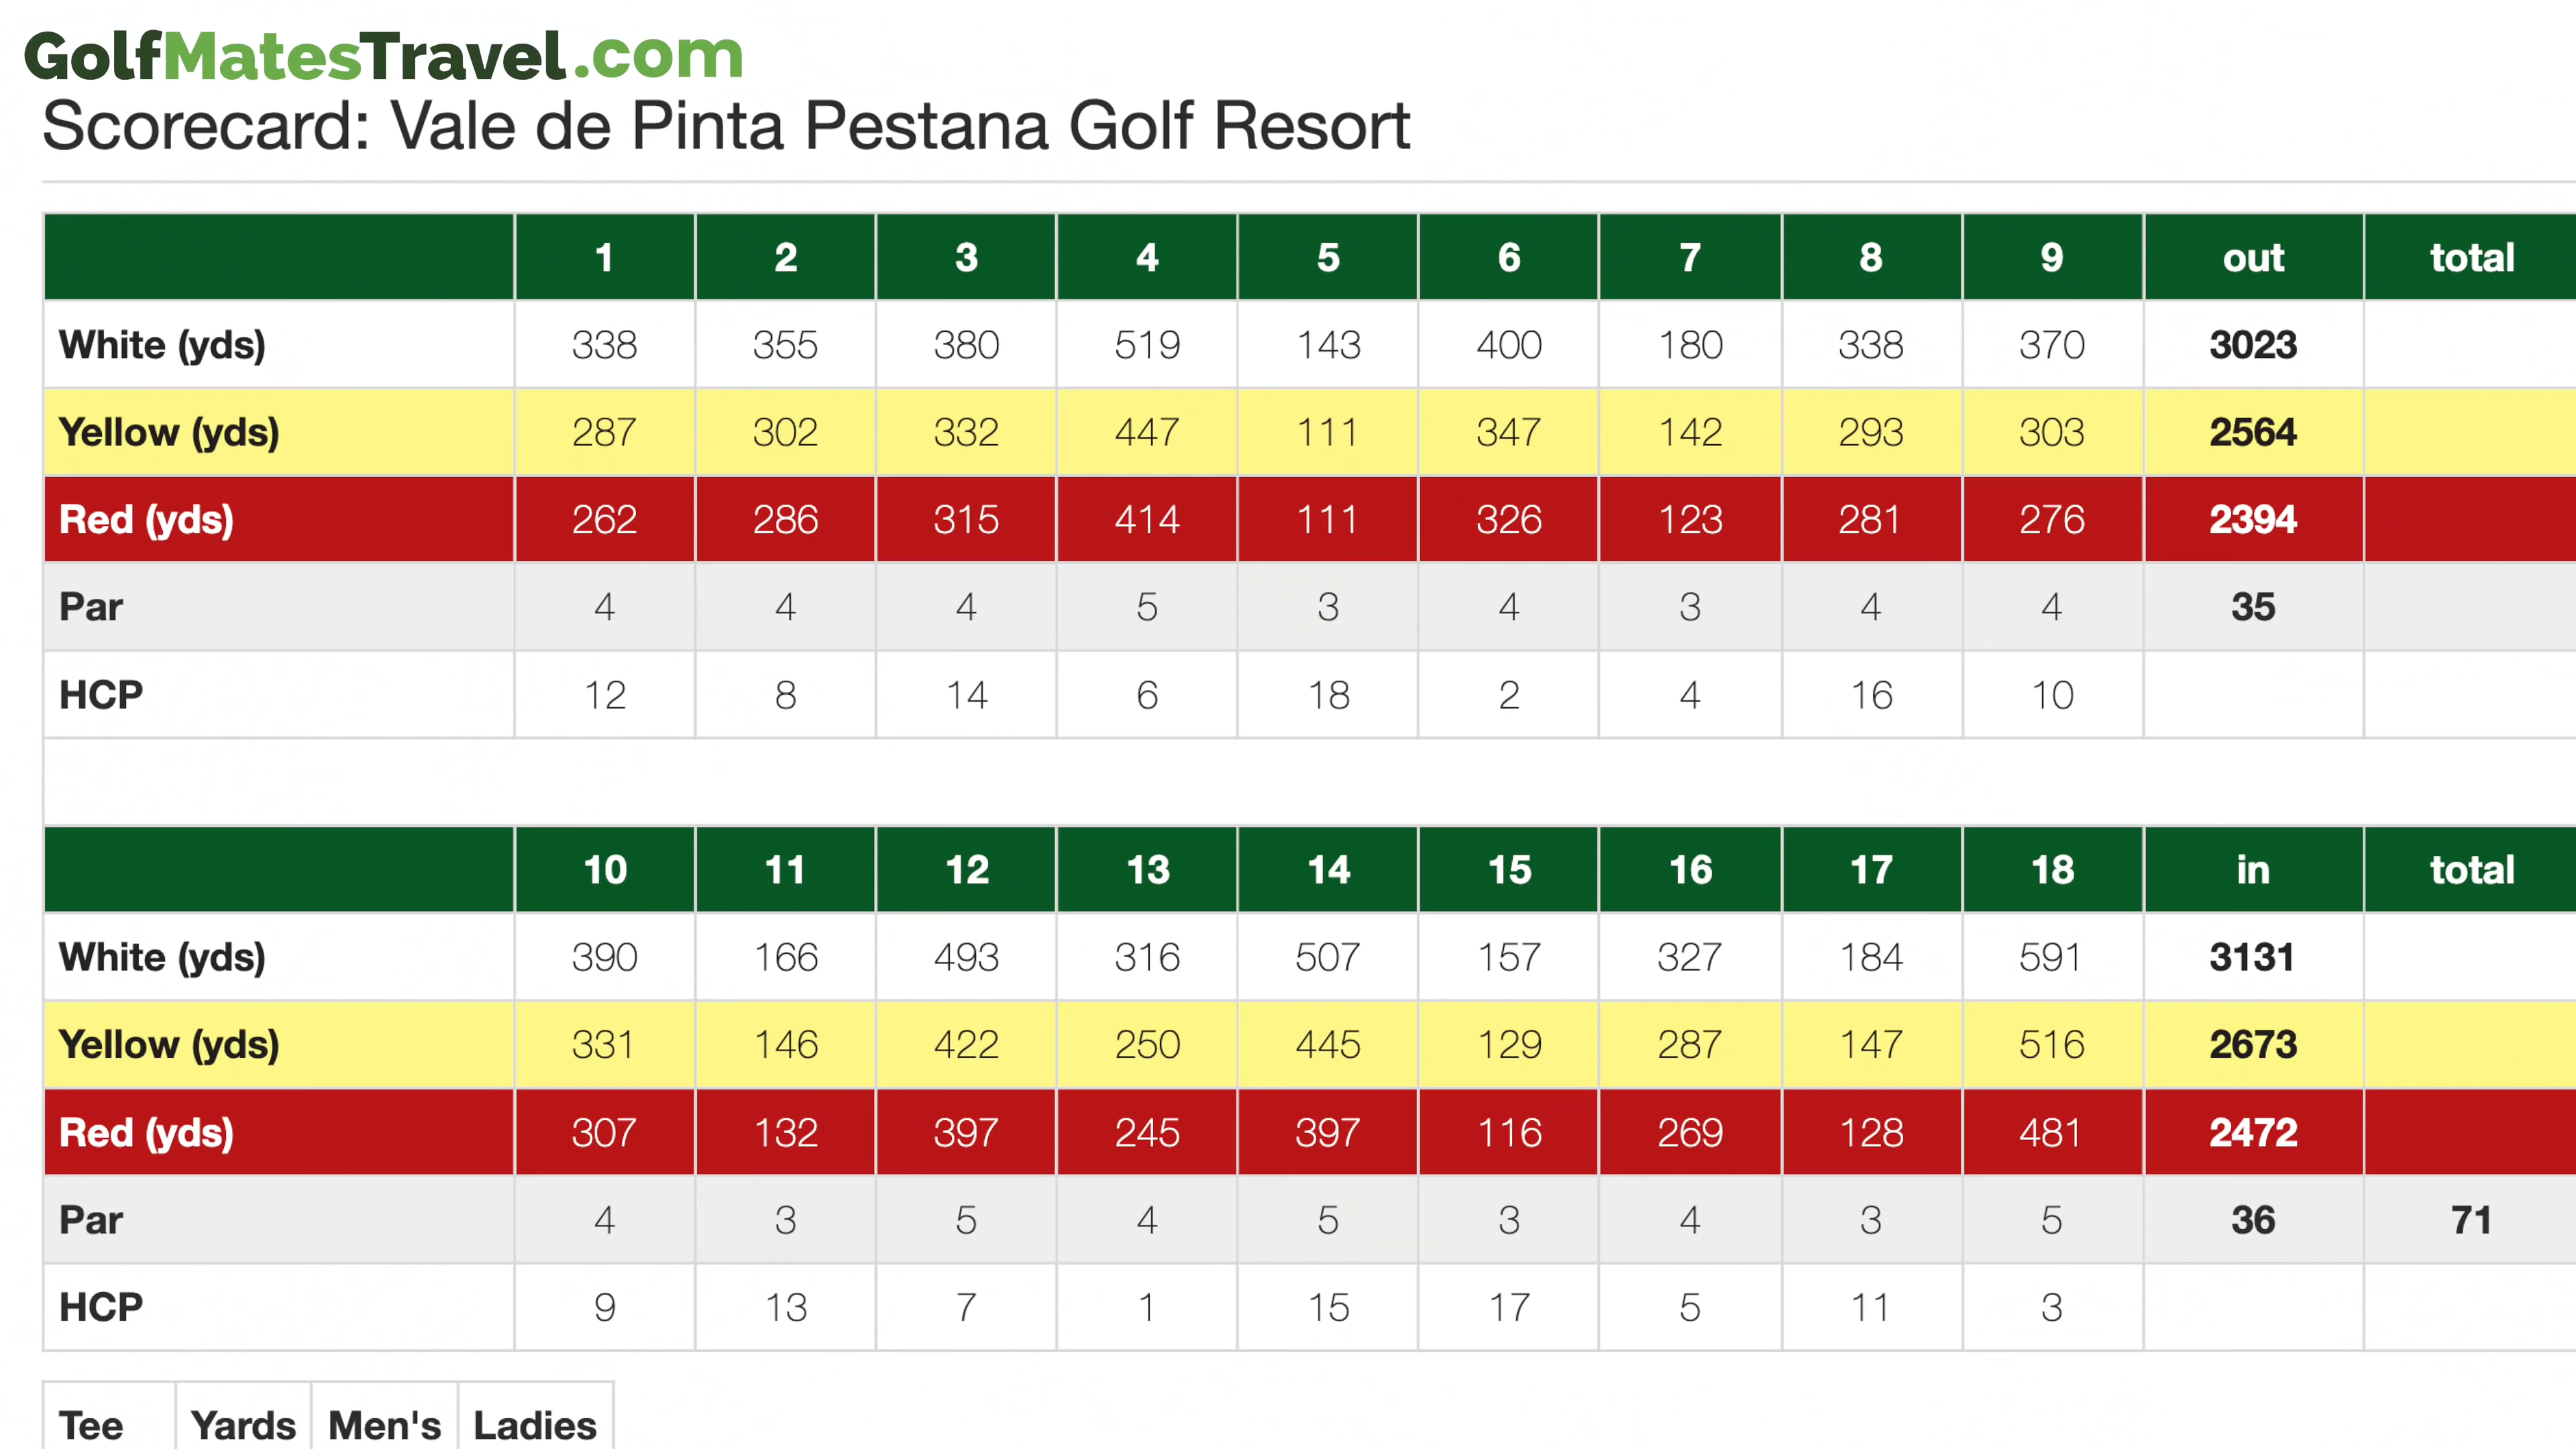 GolfMatesTravel.com
Scorecard: Vale de Pinta Pestana Golf Resort
1 2 3 4 5 6 7 8 9 out total
White (yds) 338 355 380 519 143 400 180 338 370 3023
Yellow (yds) 287 302 332 447 111 347 142 293 303 2564
Red (yds) 262 286 315 414 111 326 123 281 276 2394
Par 4 4 4 5 3 4 3 4 4 35
HCP 12 8 14 6 18 2 4 16 10
10 11 12 13 14 15 16 17 18 in total
White (yds) 390 166 493 316 507 157 327 184 591 3131
Yellow (yds) 331 146 422 250 445 129 287 147 516 2673
Red (yds) 307 132 397 245 397 116 269 128 481 2472
Par 4 3 5 4 5 3 4 3 5 36 71
HCP 9 13 7 1 15 17 5 11 3
Tee Yards Men's Ladies